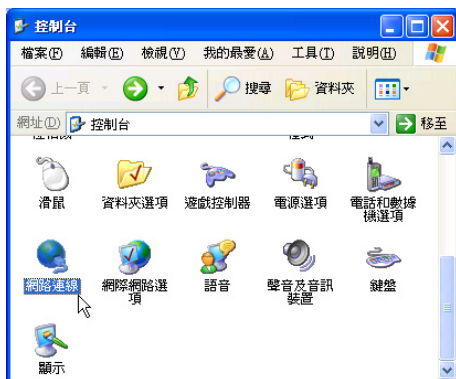 控制台
檔案(F) 編輯(E) 檢視(V) 我的最愛(A) 工具(T) 說明(H)
上一頁 搜尋 資料夾
網址(D) 控制台 移至
滑鼠 資料夾選項 遊戲控制器 電源選項 電話和數據機選項
網路連線 網際網路選項 語音 聲音及音訊裝置 鍵盤
顯示